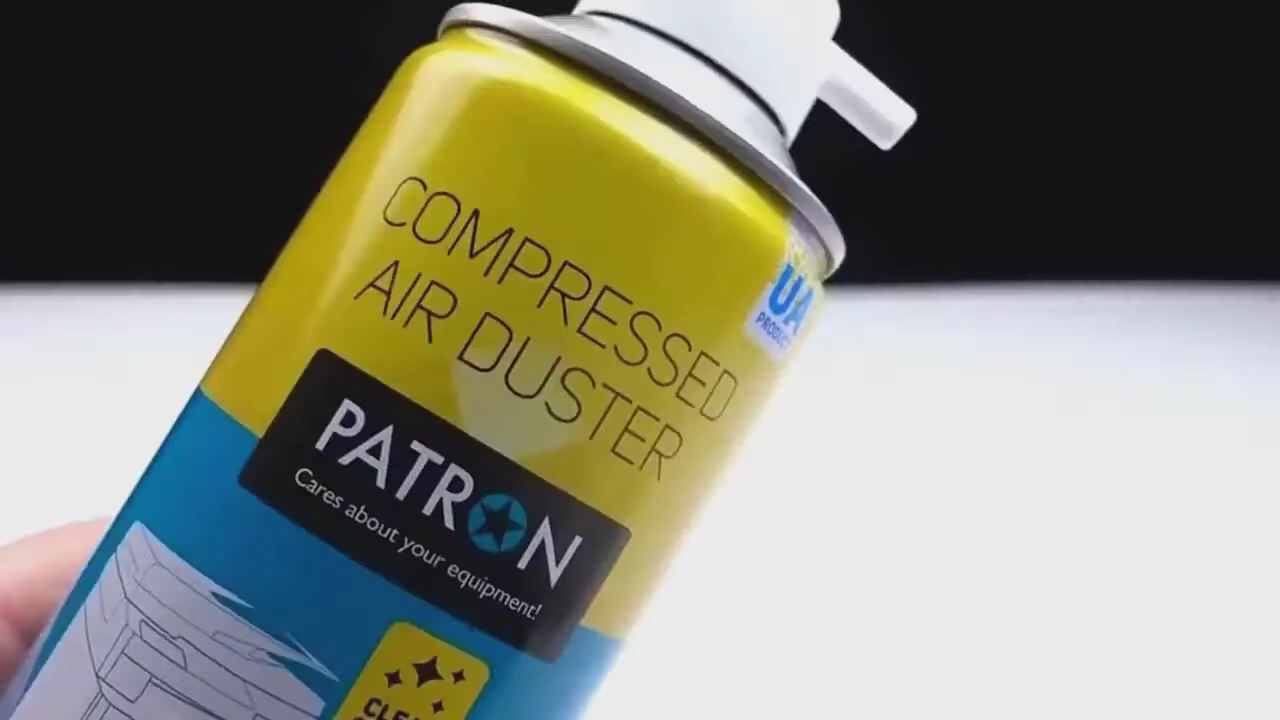 COMPRESSED
AIR DUSTER
UA
PATRON
Cares about your equipment!